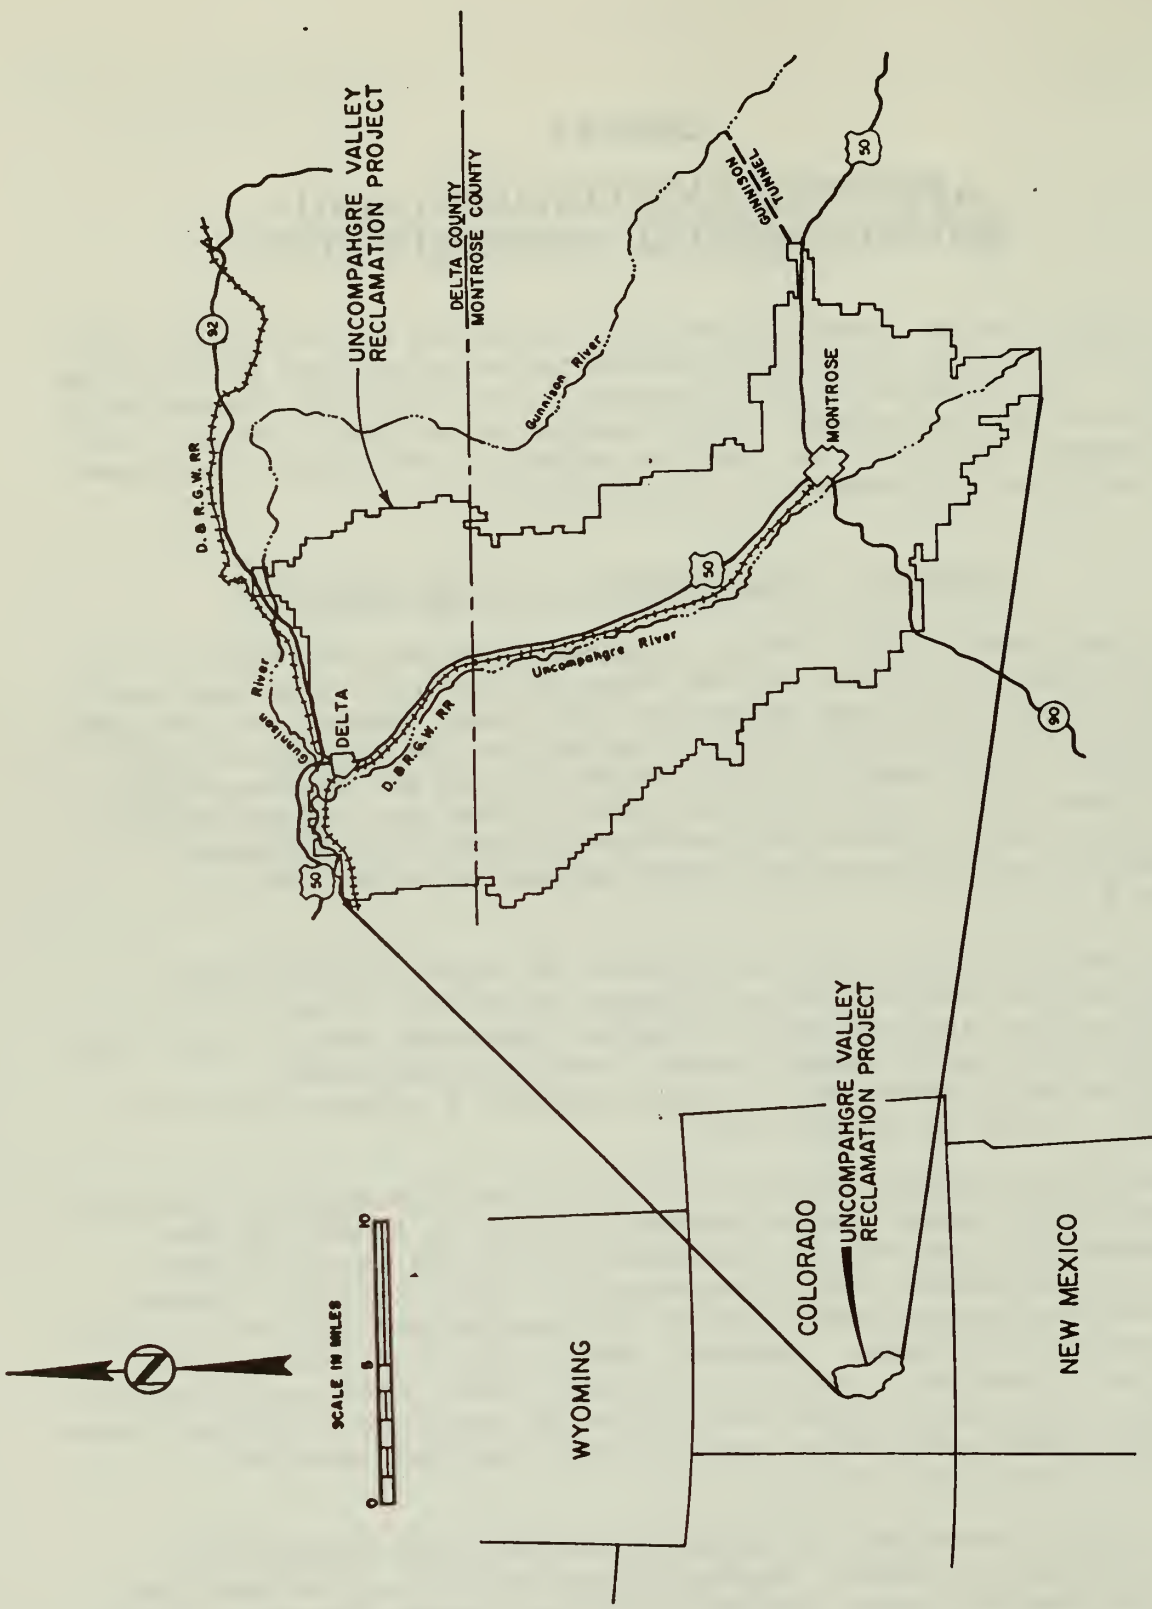 UNCOMPAHGRE VALLEY
RECLAMATION PROJECT
DELTA COUNTY
MONTROSE COUNTY
92
D. & R.G.W. RR
Gunnison River
Gunnison River
GUNNISON
TUNNEL
50
DELTA
D. & R.G.W. RR
50
Uncompahgre River
50
MONTROSE
90
N
SCALE IN MILES
0 5 10
WYOMING
COLORADO
UNCOMPAHGRE VALLEY
RECLAMATION PROJECT
NEW MEXICO